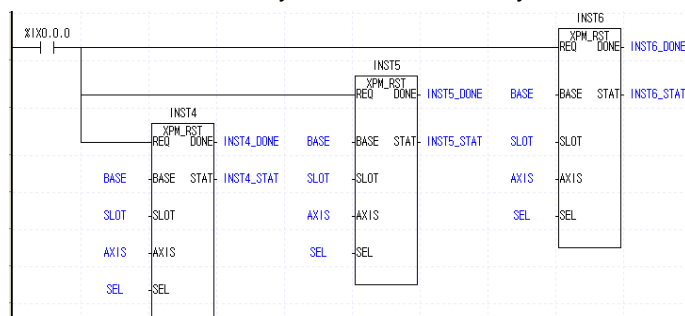 INST6
%IX0.0.0
XPM_RST
REQ DONE INST6_DONE
INST5
XPM_RST
REQ DONE INST5_DONE BASE BASE STAT INST6_STAT
INST4
XPM_RST
REQ DONE INST4_DONE BASE BASE STAT INST5_STAT SLOT SLOT
BASE BASE STAT INST4_STAT SLOT SLOT AXIS AXIS
SLOT SLOT AXIS AXIS SEL SEL
AXIS AXIS SEL SEL
SEL SEL